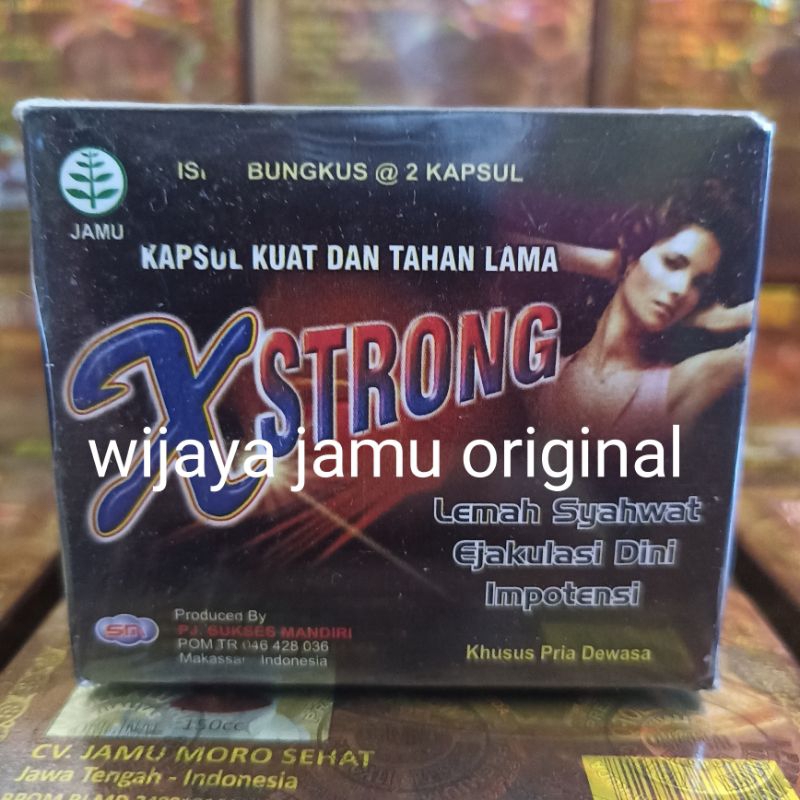 JAMU
BUNGKUS @ 2 KAPSUL
KAPSUL KUAT DAN TAHAN LAMA
XSTRONG
wijaya jamu original
Lemah Syahwat
Ejakulasi Dini
Impotensi
Produced By
PJ. SUKSES MANDIRI
POM TR 046 428 036
Makassar Indonesia
Khusus Pria Dewasa
150cc
CV. JAMU MORO SEHAT
Jawa Tengah - Indonesia